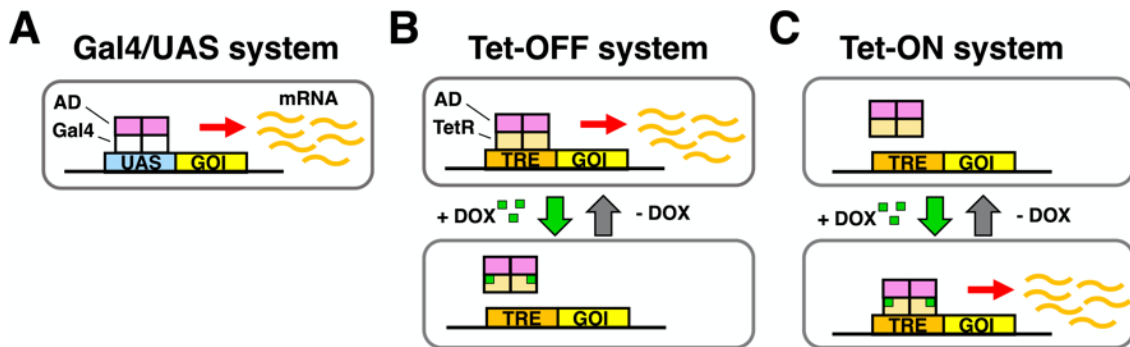 A
Gal4/UAS system
AD
Gal4
mRNA
UAS GOI
B
Tet-OFF system
AD
TetR
TRE GOI
+ DOX
- DOX
TRE GOI
C
Tet-ON system
TRE GOI
+ DOX
- DOX
TRE GOI